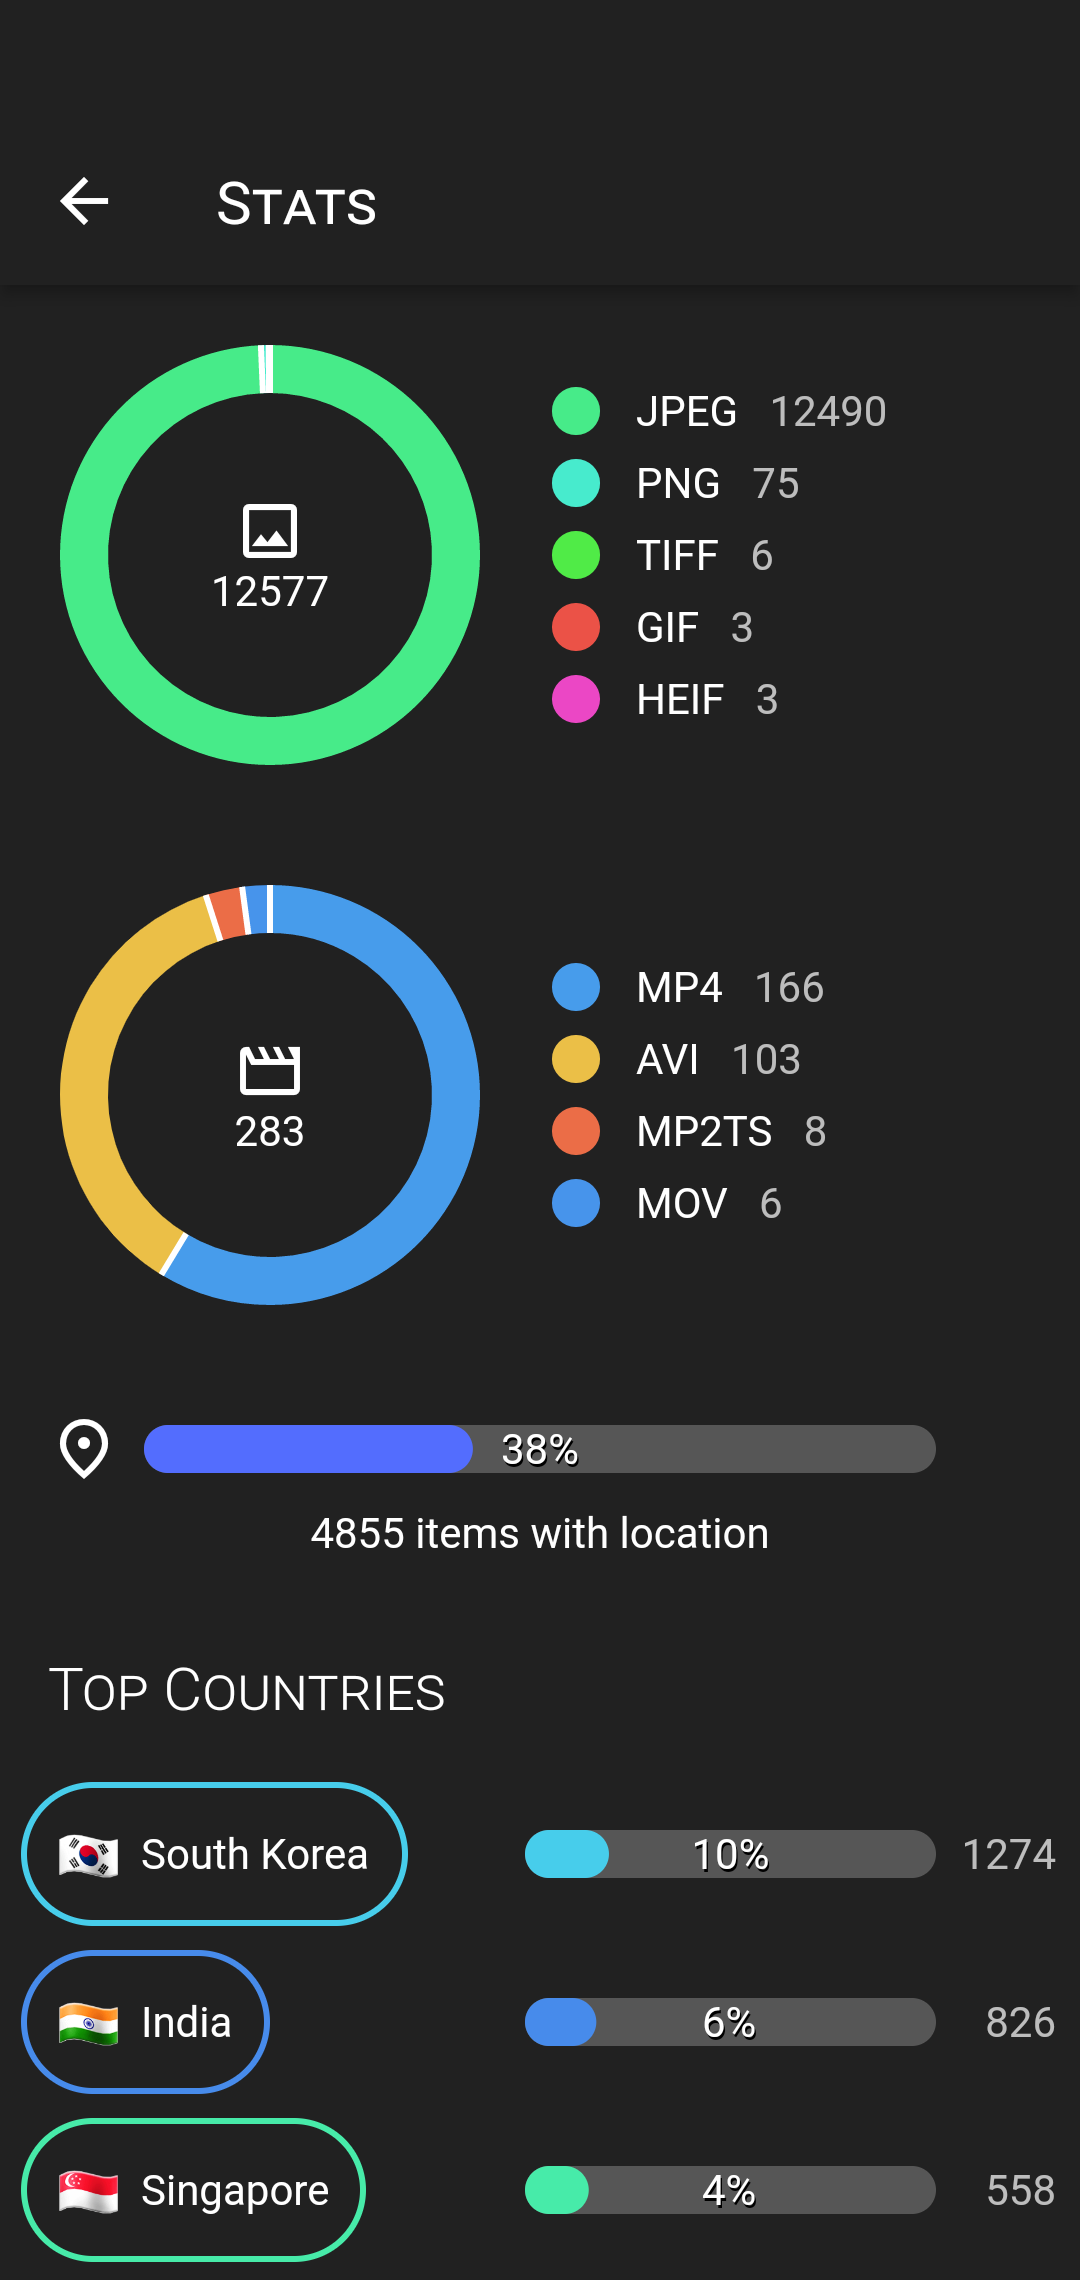 Stats
12577
JPEG 12490
PNG 75
TIFF 6
GIF 3
HEIF 3
283
MP4 166
AVI 103
MP2TS 8
MOV 6
38%
4855 items with location
Top Countries
South Korea 10% 1274
India 6% 826
Singapore 4% 558